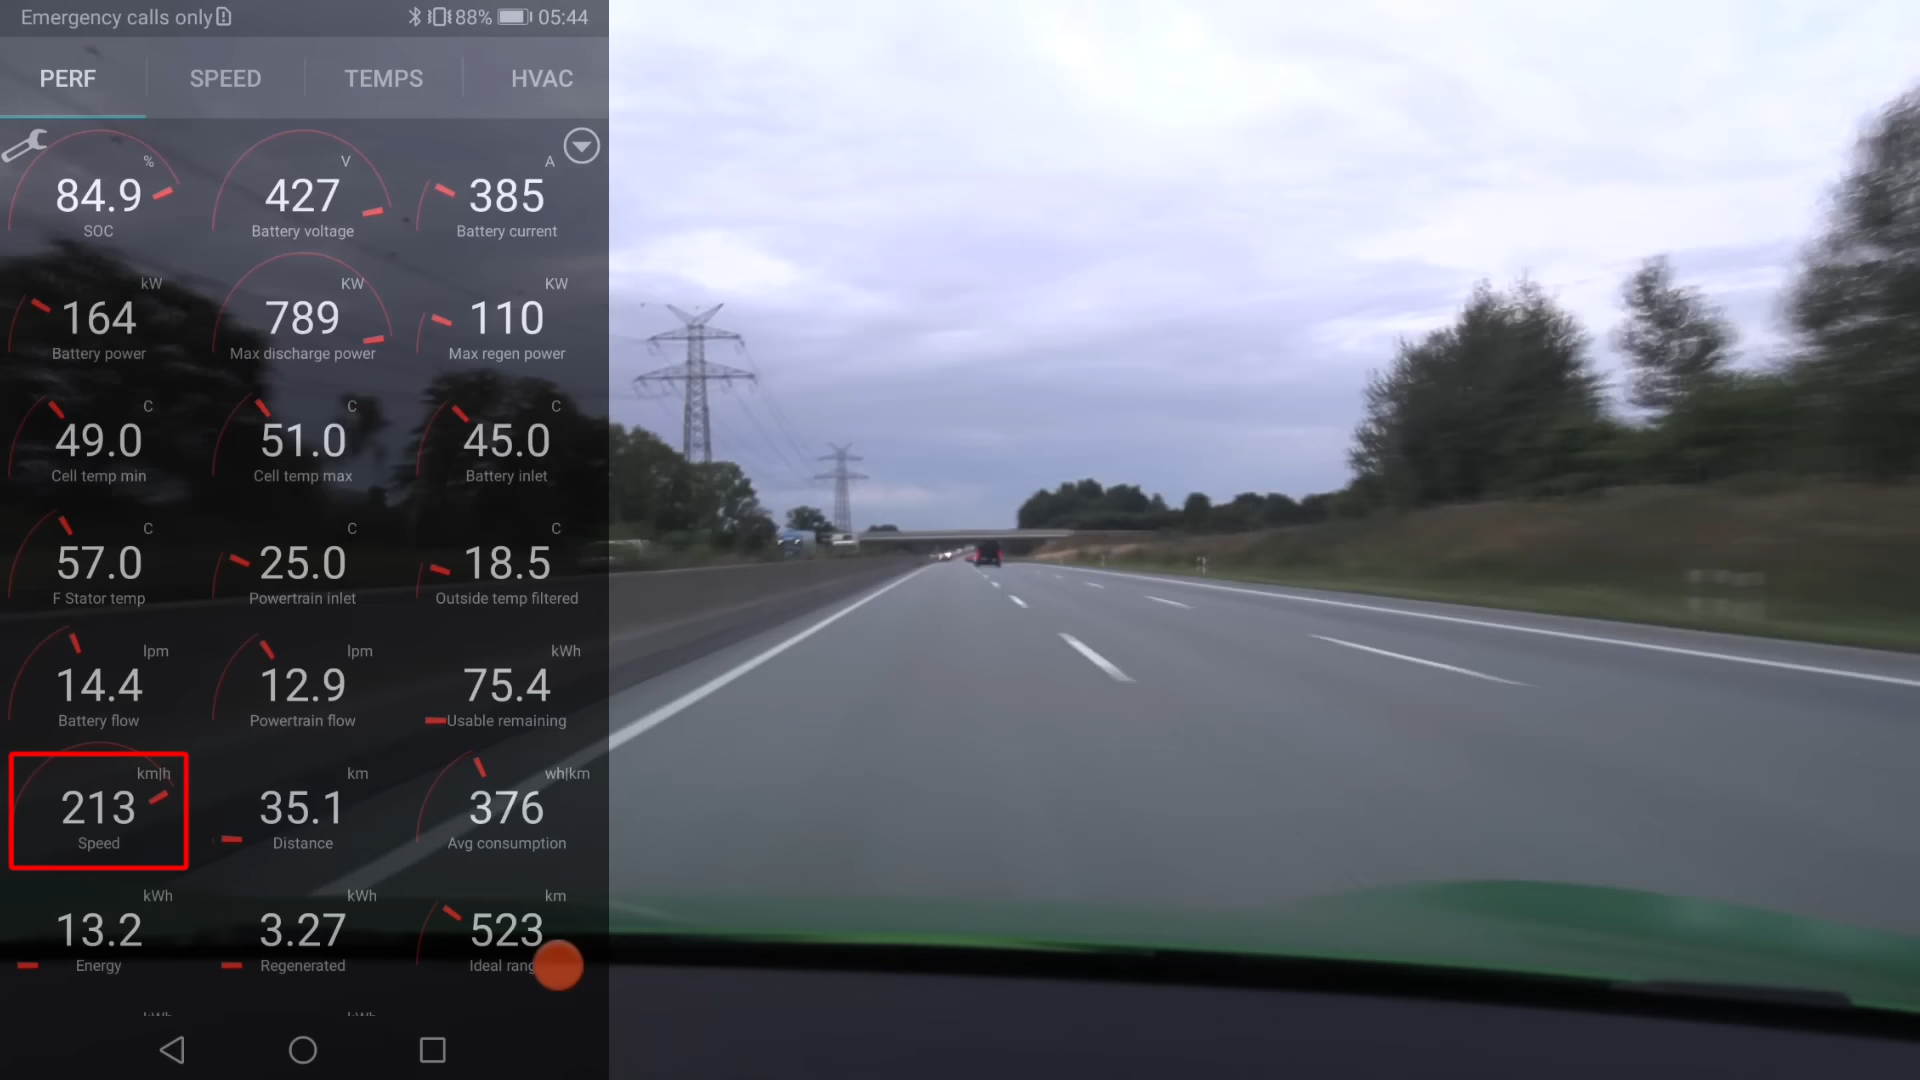 Emergency calls only 88% 05:44
PERF SPEED TEMPS HVAC
% V A
84.9 427 385
SOC Battery voltage Battery current
kW KW KW
164 789 110
Battery power Max discharge power Max regen power
C C C
49.0 51.0 45.0
Cell temp min Cell temp max Battery inlet
C C C
57.0 25.0 18.5
F Stator temp Powertrain inlet Outside temp filtered
lpm lpm kWh
14.4 12.9 75.4
Battery flow Powertrain flow Usable remaining
km|h km wh|km
213 35.1 376
Speed Distance Avg consumption
kWh kWh km
13.2 3.27 523
Energy Regenerated Ideal rang
kWh kWh